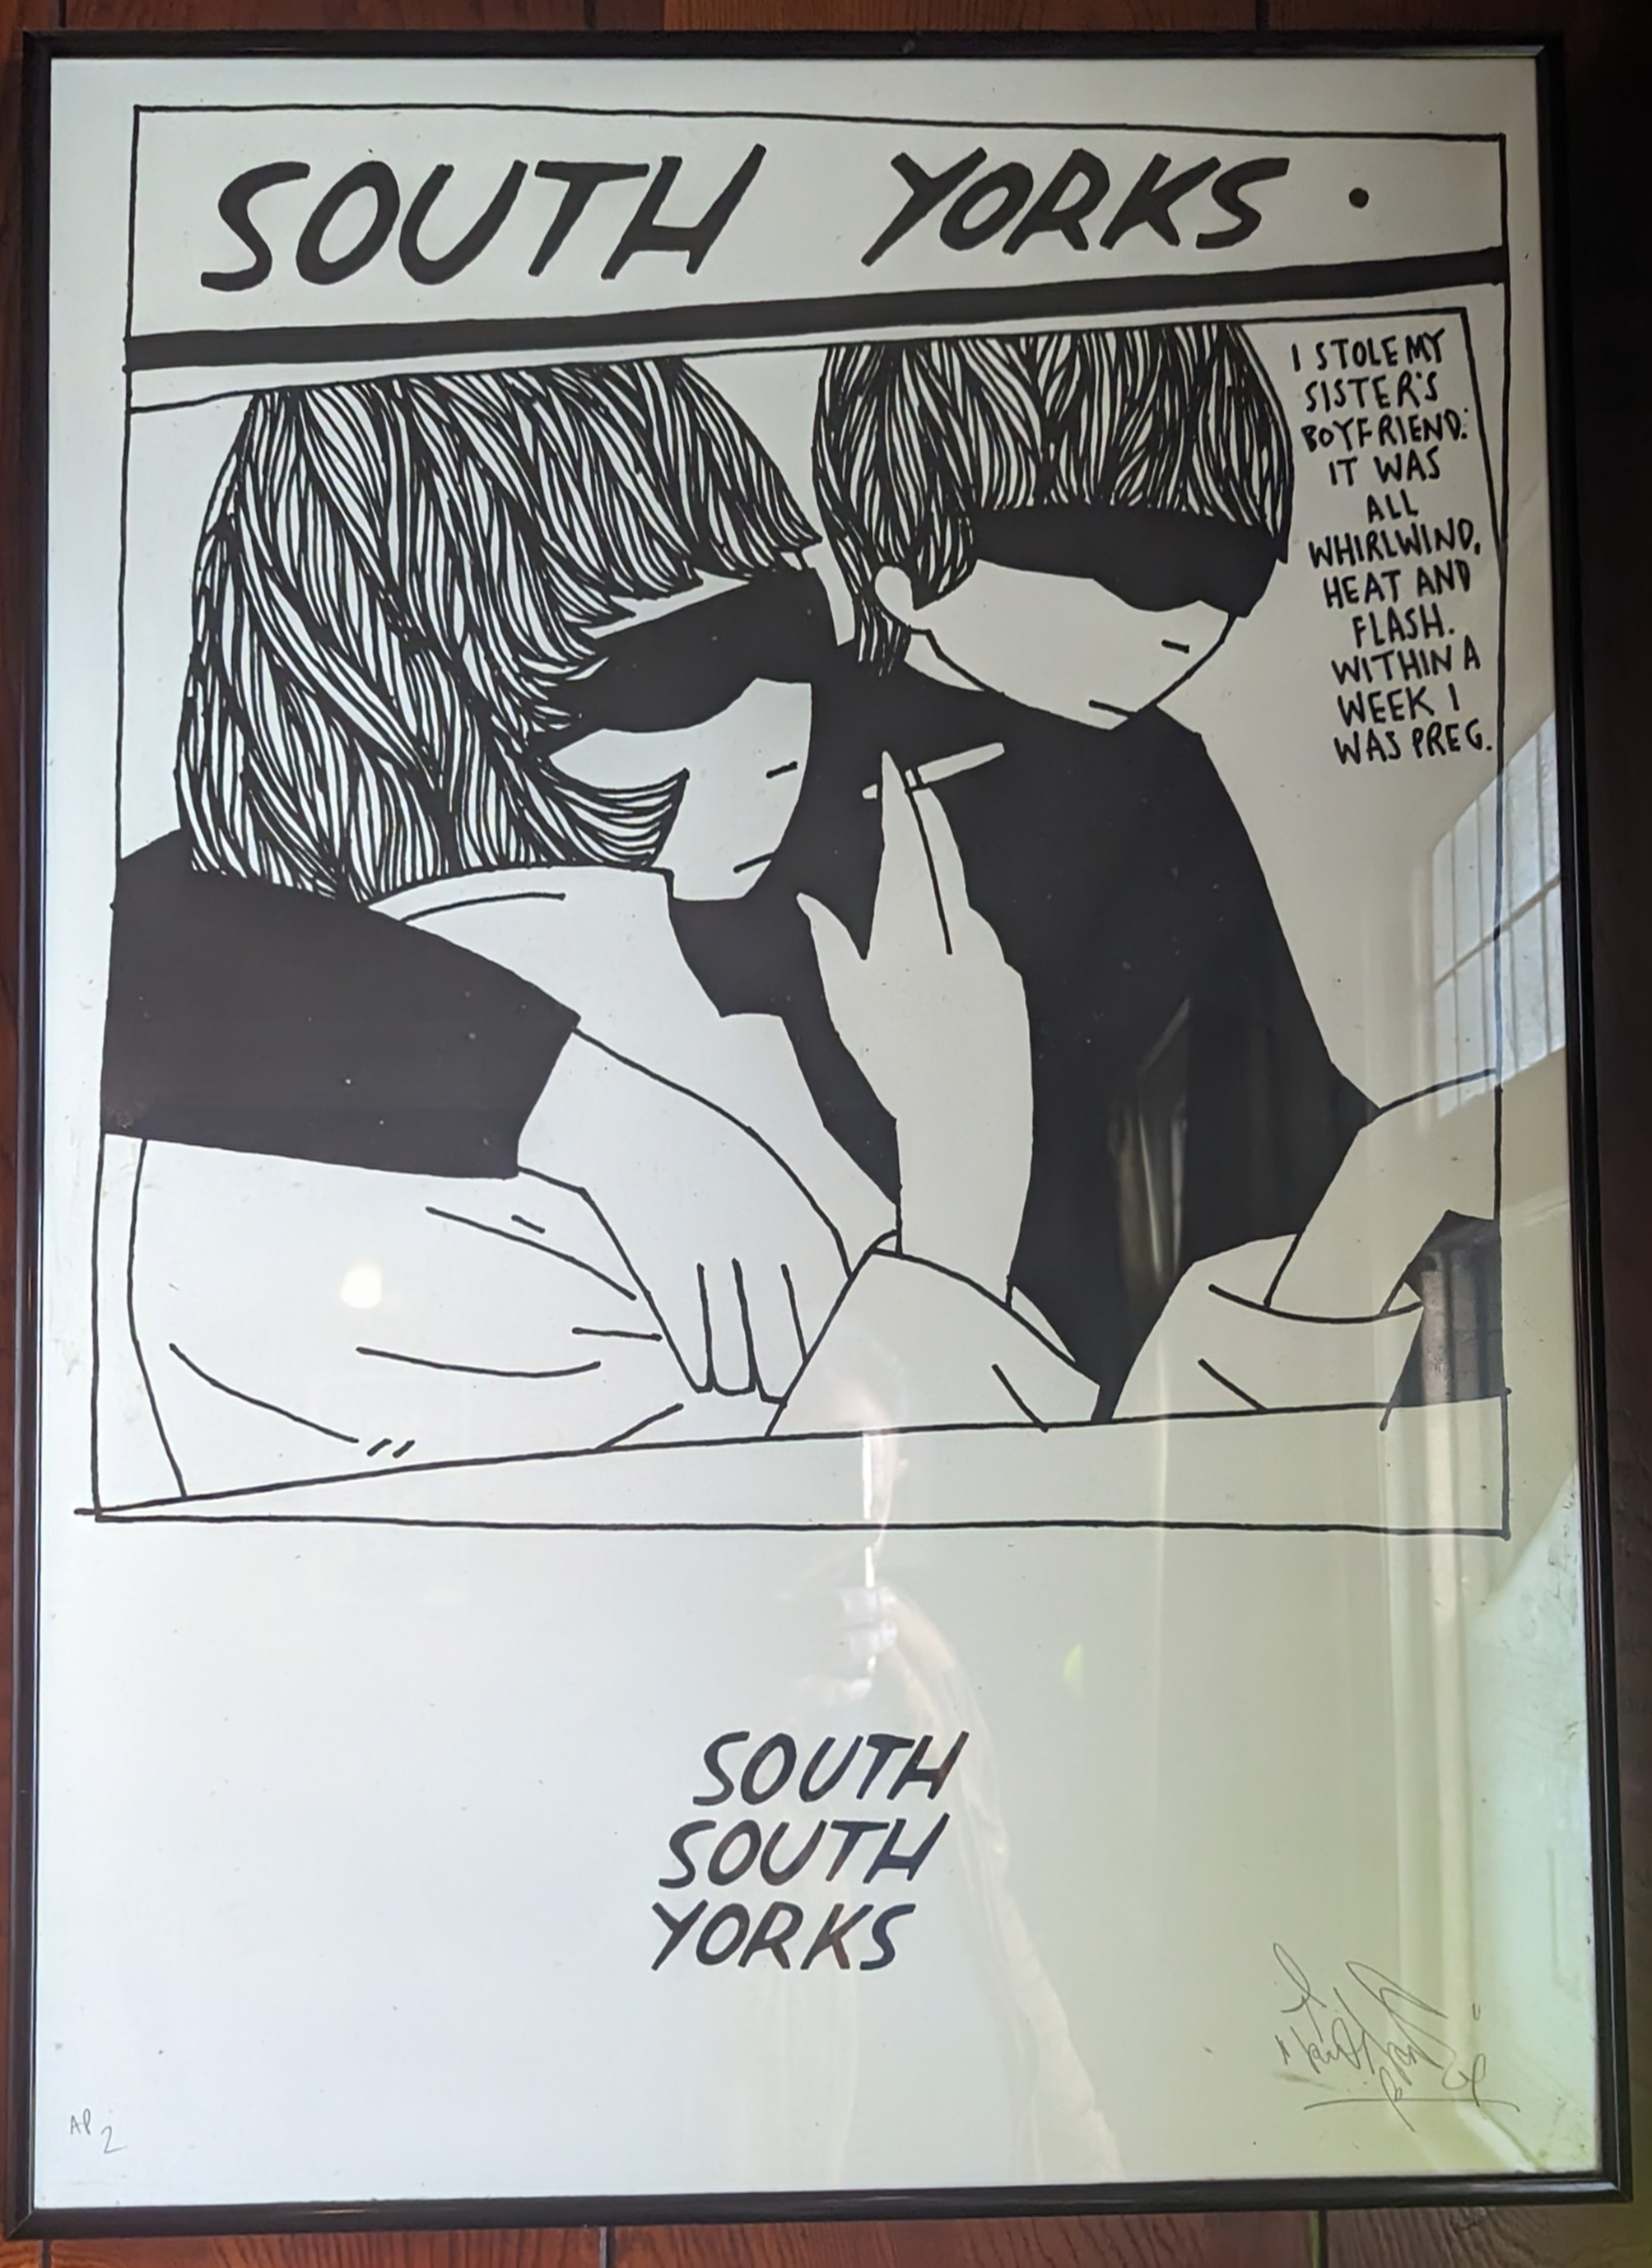 SOUTH YORKS.
I STOLE MY
SISTER'S
BOYFRIEND.
IT WAS
ALL
WHIRLWIND,
HEAT AND
FLASH.
WITHIN A
WEEK I
WAS PREG.
SOUTH
SOUTH
YORKS
AP 2